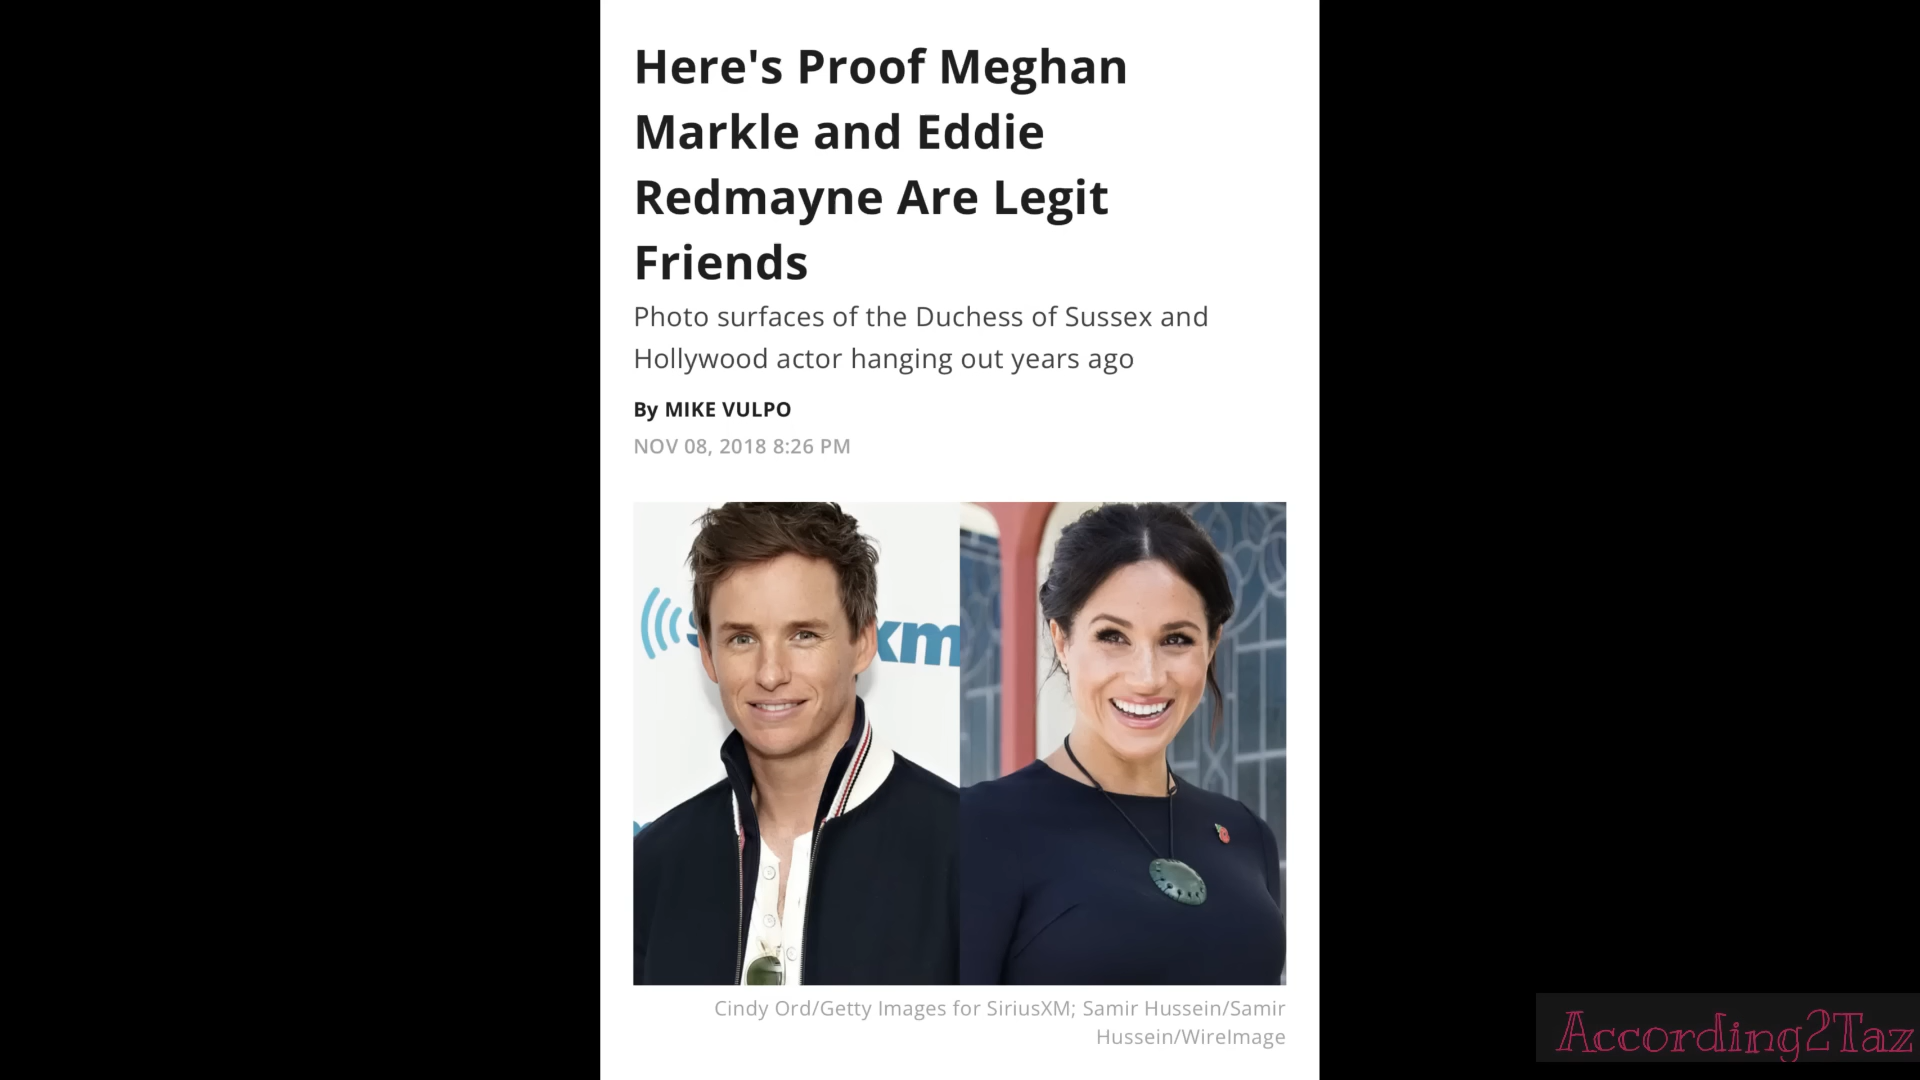 Here's Proof Meghan
Markle and Eddie
Redmayne Are Legit
Friends
Photo surfaces of the Duchess of Sussex and
Hollywood actor hanging out years ago
By MIKE VULPO
NOV 08, 2018 8:26 PM
xm
Cindy Ord/Getty Images for SiriusXM; Samir Hussein/Samir
Hussein/WireImage
According2Taz